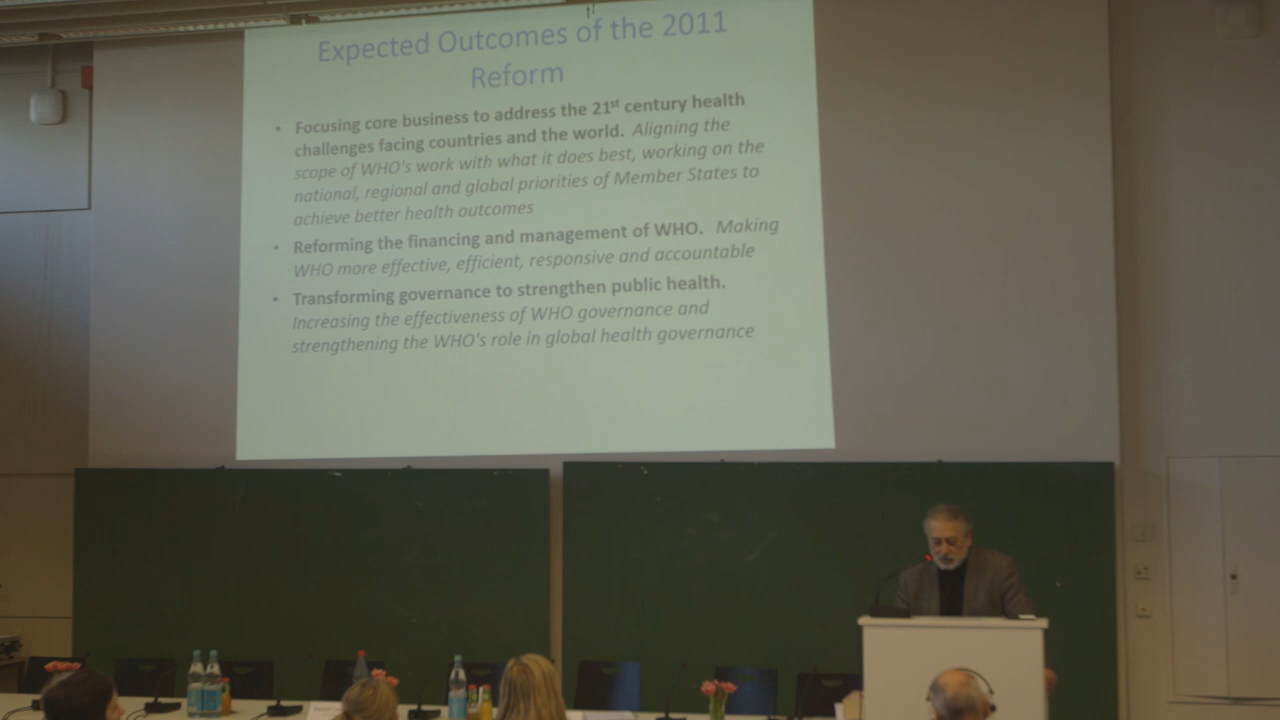 Expected Outcomes of the 2011
Reform
• Focusing core business to address the 21st century health
challenges facing countries and the world. Aligning the
scope of WHO's work with what it does best, working on the
national, regional and global priorities of Member States to
achieve better health outcomes
• Reforming the financing and management of WHO. Making
WHO more effective, efficient, responsive and accountable
• Transforming governance to strengthen public health.
Increasing the effectiveness of WHO governance and
strengthening the WHO's role in global health governance